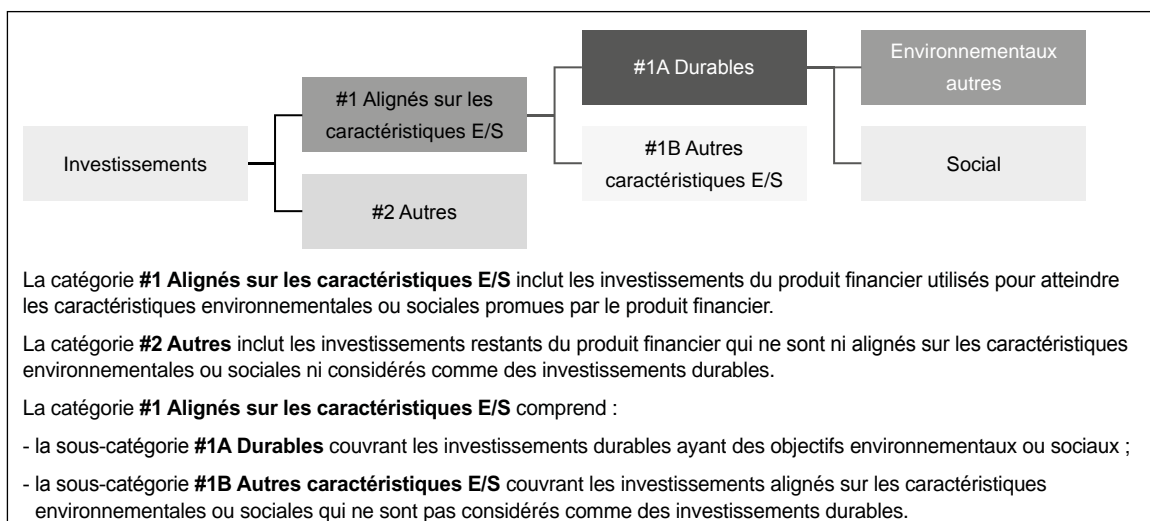 Investissements
#1 Alignés sur les
caractéristiques E/S
#2 Autres
#1A Durables
#1B Autres
caractéristiques E/S
Environnementaux
autres
Social
La catégorie #1 Alignés sur les caractéristiques E/S inclut les investissements du produit financier utilisés pour atteindre
les caractéristiques environnementales ou sociales promues par le produit financier.
La catégorie #2 Autres inclut les investissements restants du produit financier qui ne sont ni alignés sur les caractéristiques
environnementales ou sociales ni considérés comme des investissements durables.
La catégorie #1 Alignés sur les caractéristiques E/S comprend :
- la sous-catégorie #1A Durables couvrant les investissements durables ayant des objectifs environnementaux ou sociaux ;
- la sous-catégorie #1B Autres caractéristiques E/S couvrant les investissements alignés sur les caractéristiques
environnementales ou sociales qui ne sont pas considérés comme des investissements durables.